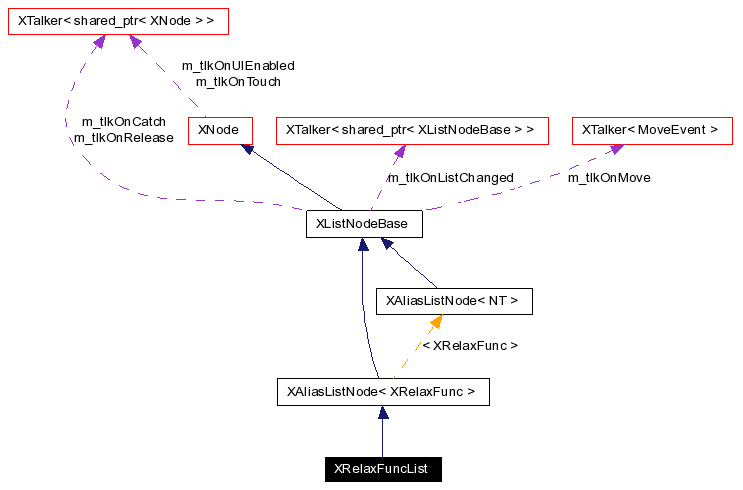 XTalker< shared_ptr< XNode > >
m_tlkOnUIEnabled
m_tlkOnTouch
m_tlkOnCatch
m_tlkOnRelease
XNode
XTalker< shared_ptr< XListNodeBase > >
XTalker< MoveEvent >
m_tlkOnListChanged
m_tlkOnMove
XListNodeBase
XAliasListNode< NT >
< XRelaxFunc >
XAliasListNode< XRelaxFunc >
XRelaxFuncList